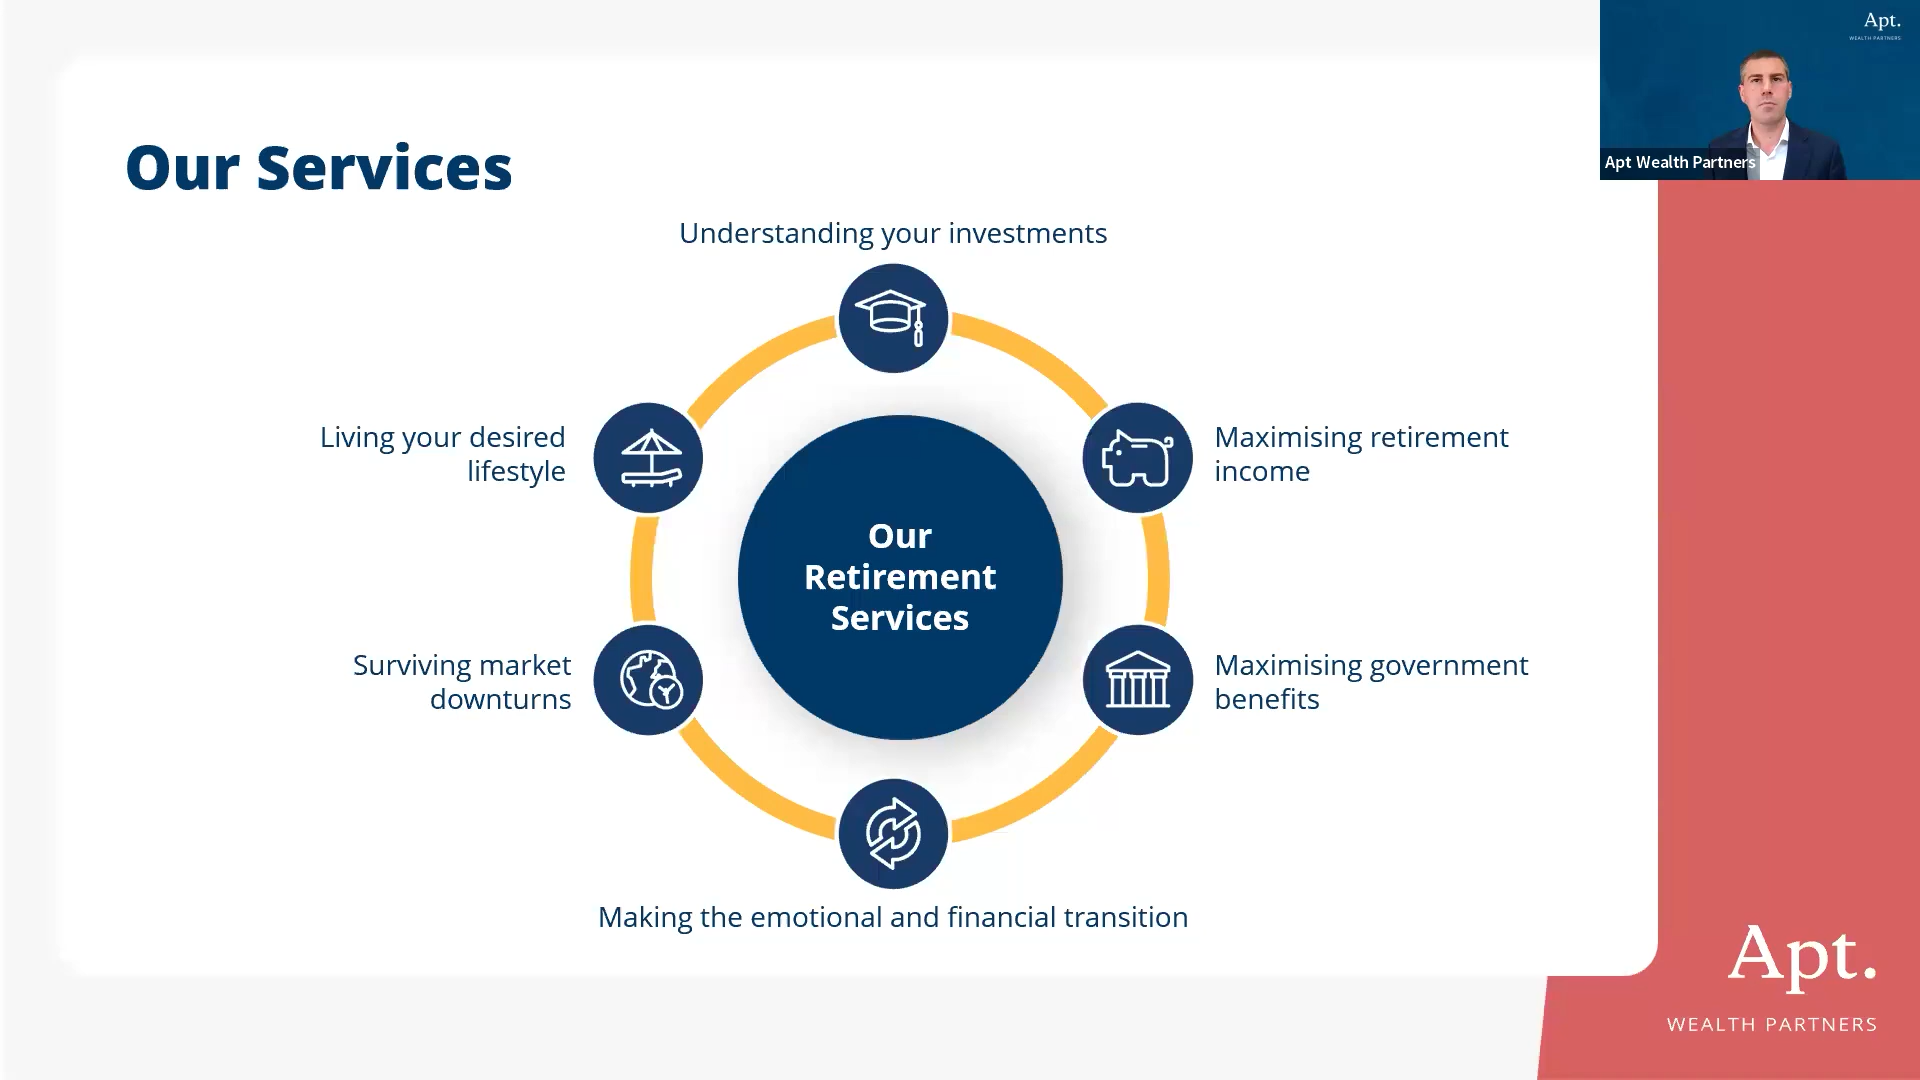 Apt.
WEALTH PARTNERS
Apt Wealth Partners
Our Services
Understanding your investments
Living your desired
lifestyle
Maximising retirement
income
Our
Retirement
Services
Surviving market
downturns
Maximising government
benefits
Making the emotional and financial transition
Apt.
WEALTH PARTNERS